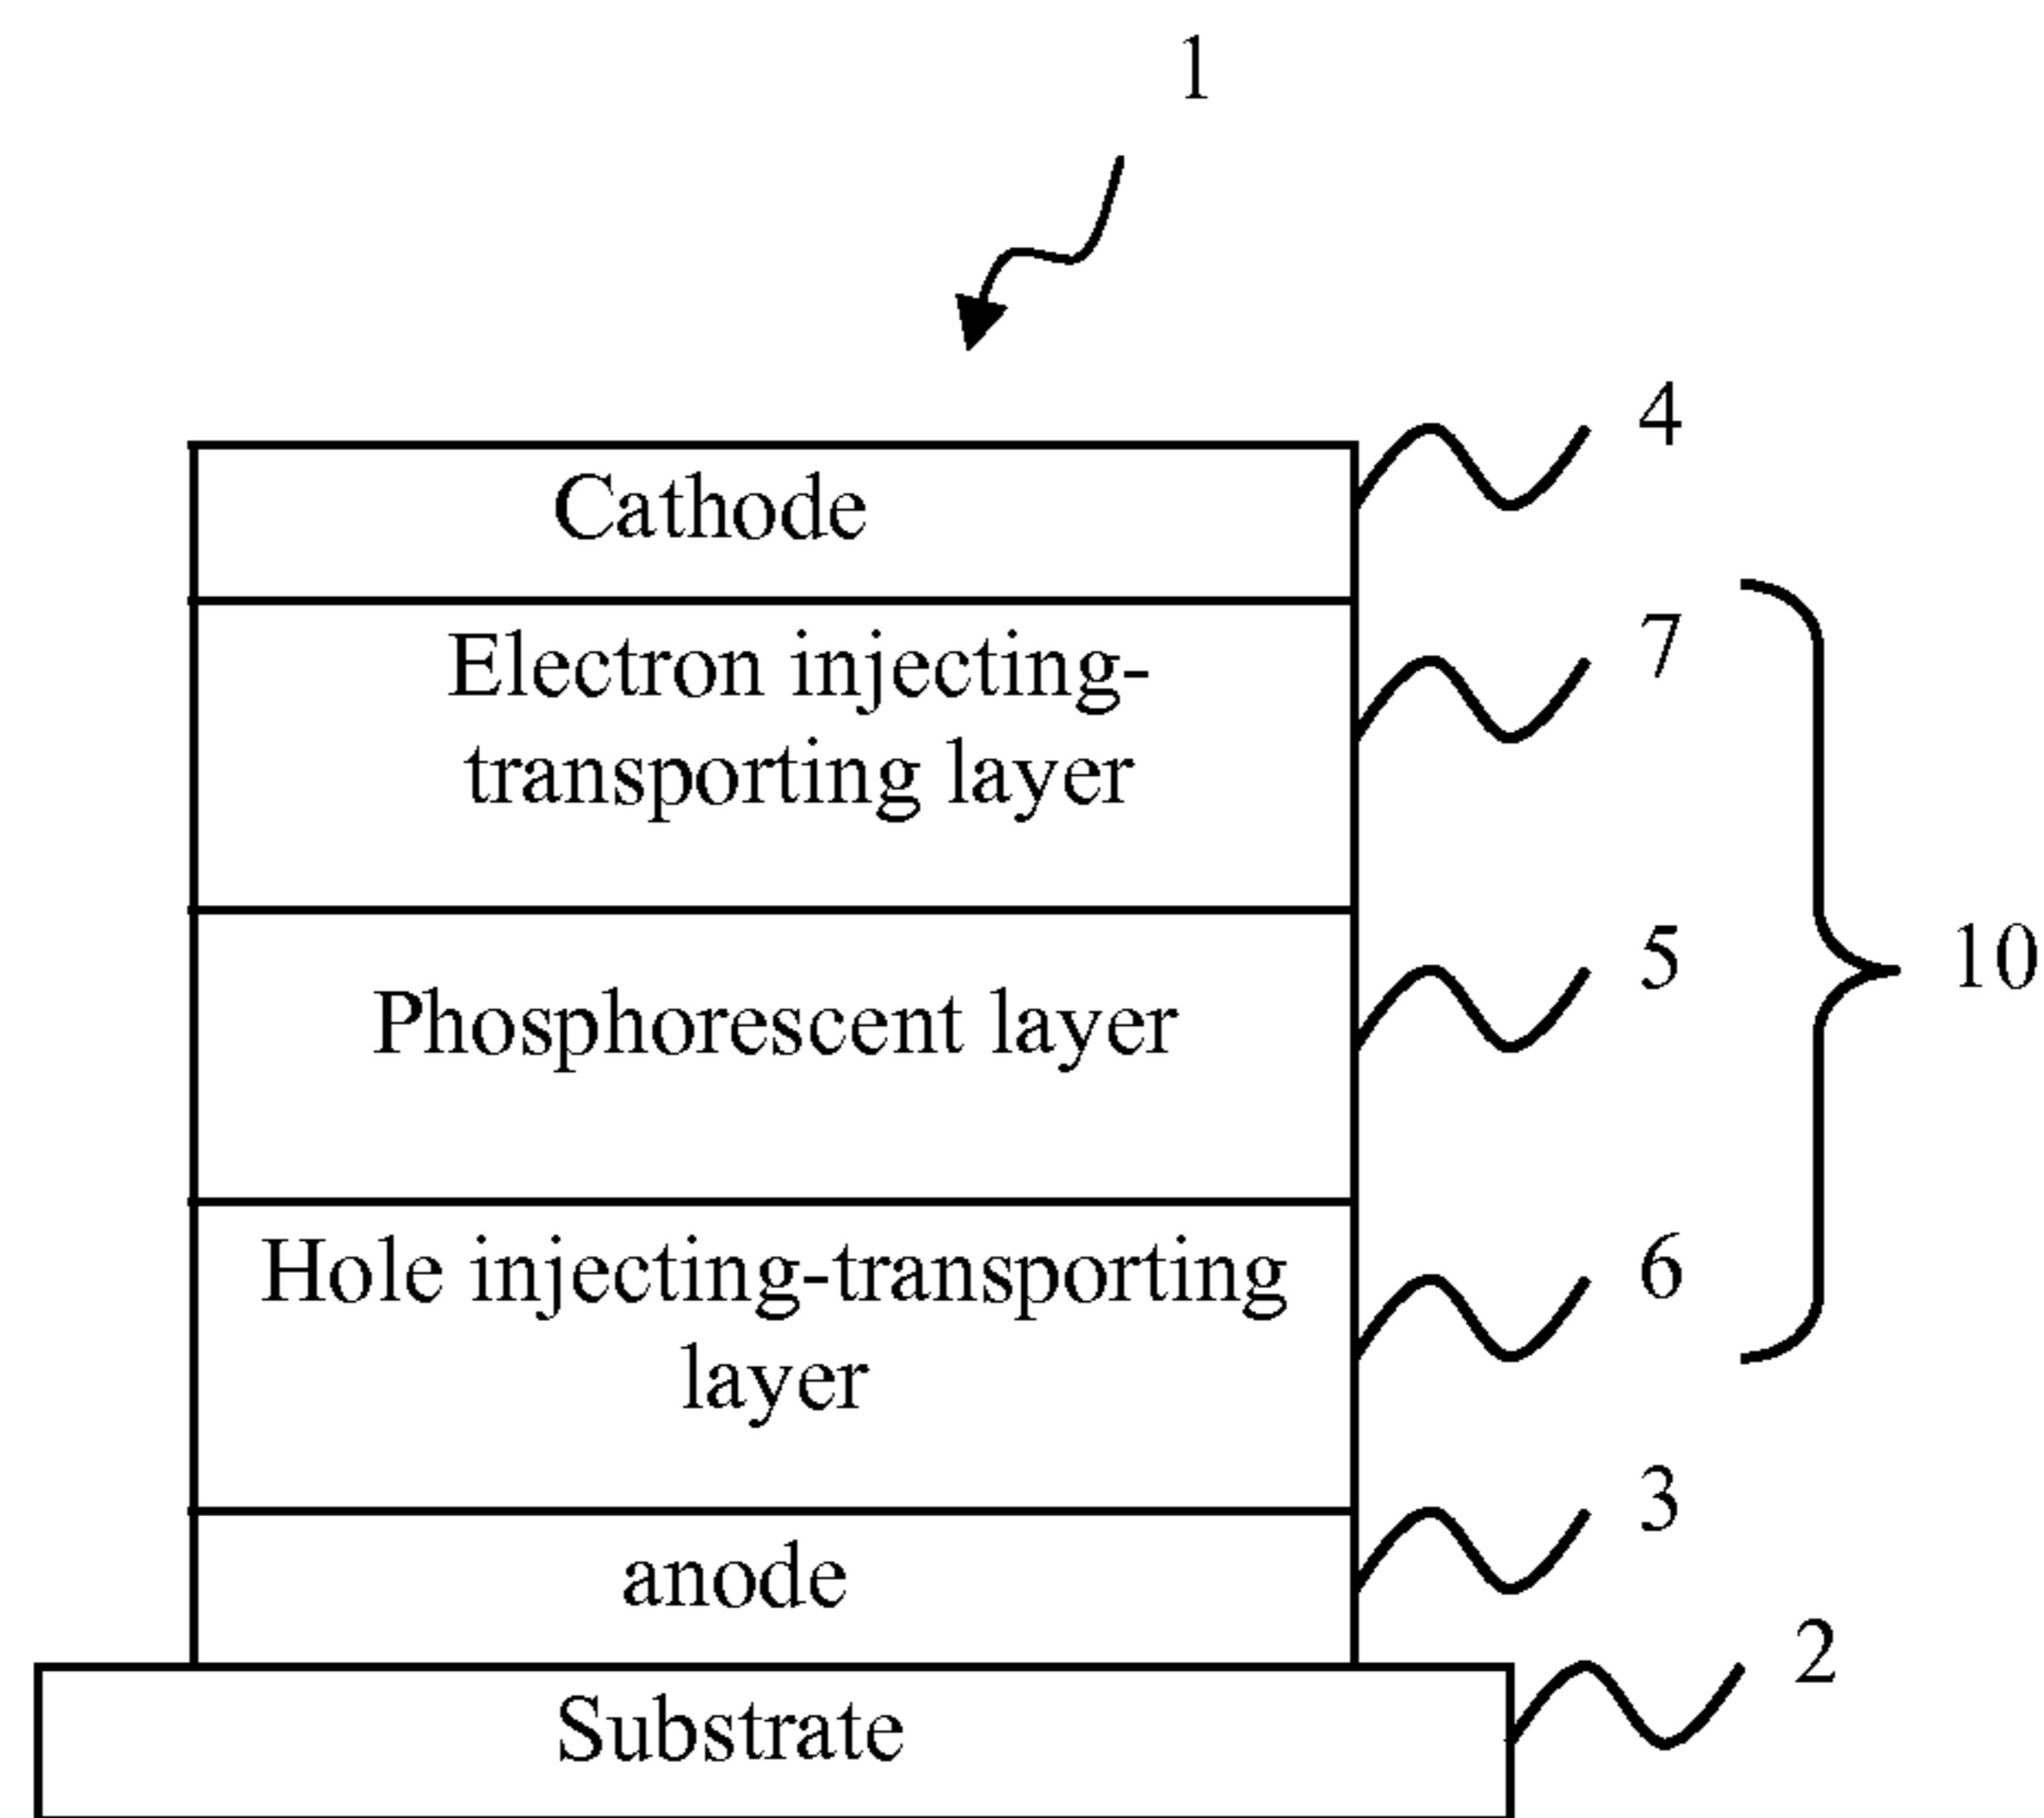 1
4
Cathode
7
Electron injecting-
transporting layer
5
10
Phosphorescent layer
6
Hole injecting-transporting
layer
3
anode
2
Substrate